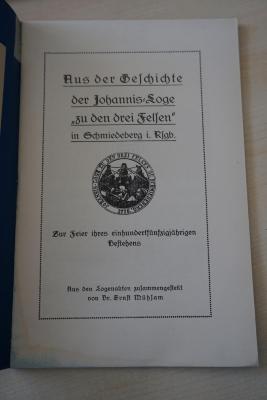 Aus der Geschichte
der Johannis-Loge
„zu den drei Felsen“
in Schmiedeberg i. Rsgb.
Zur Feier ihres einhundertfünfzigjährigen
Bestehens
Aus den Logenakten zusammengestellt
von Dr. Ernst Mühsam